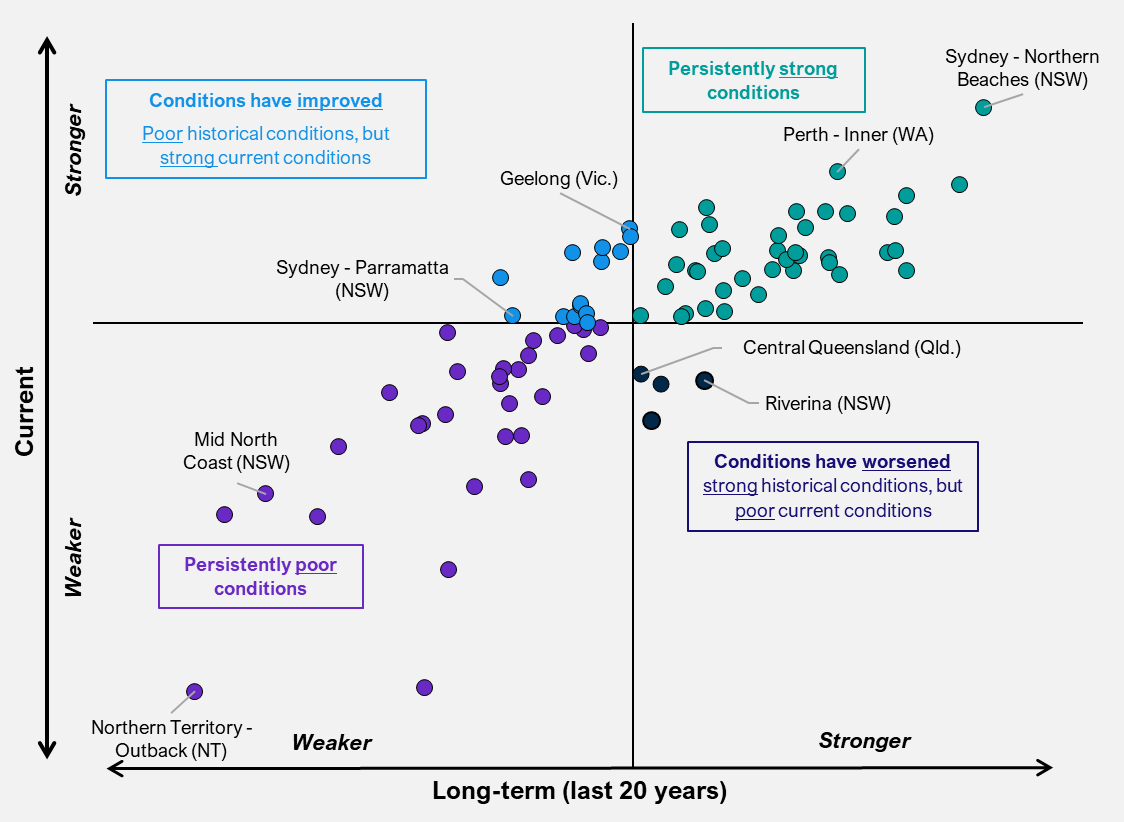 Sydney - Northern
Beaches (NSW)
Persistently strong
conditions
Conditions have improved
Poor historical conditions, but
strong current conditions
Stronger
Perth - Inner (WA)
Geelong (Vic.)
Sydney - Parramatta
(NSW)
Central Queensland (Qld.)
Riverina (NSW)
Current
Mid North
Coast (NSW)
Conditions have worsened
strong historical conditions, but
poor current conditions
Weaker
Persistently poor
conditions
Northern Territory -
Outback (NT)
Weaker
Stronger
Long-term (last 20 years)